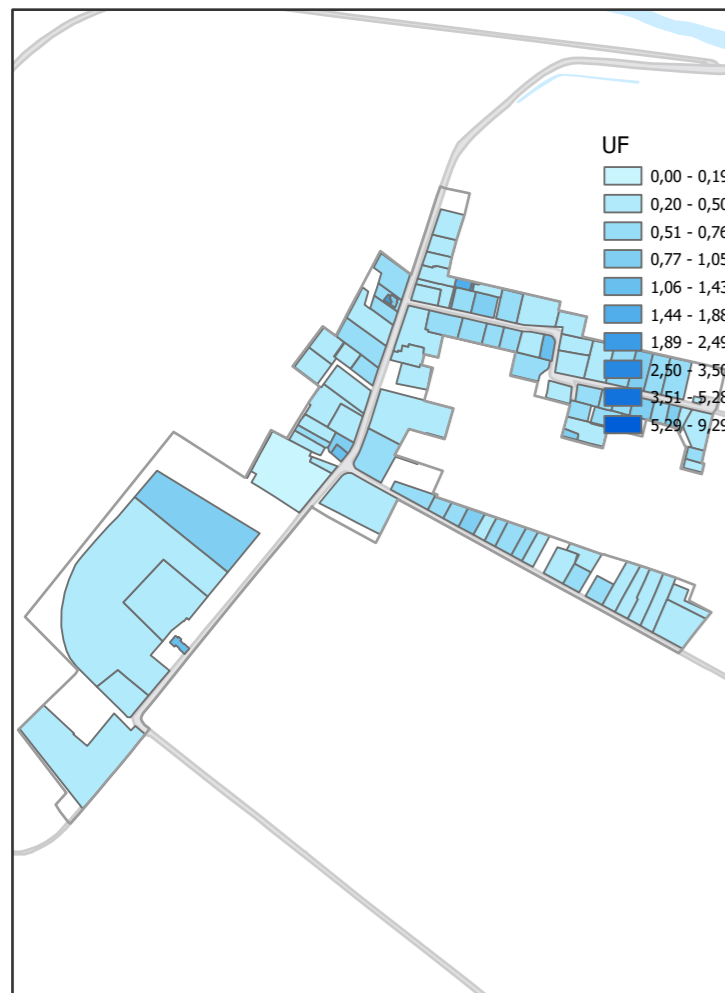 UF
0,00 - 0,19
0,20 - 0,50
0,51 - 0,76
0,77 - 1,05
1,06 - 1,43
1,44 - 1,88
1,89 - 2,49
2,50 - 3,50
3,51 - 5,28
5,29 - 9,29